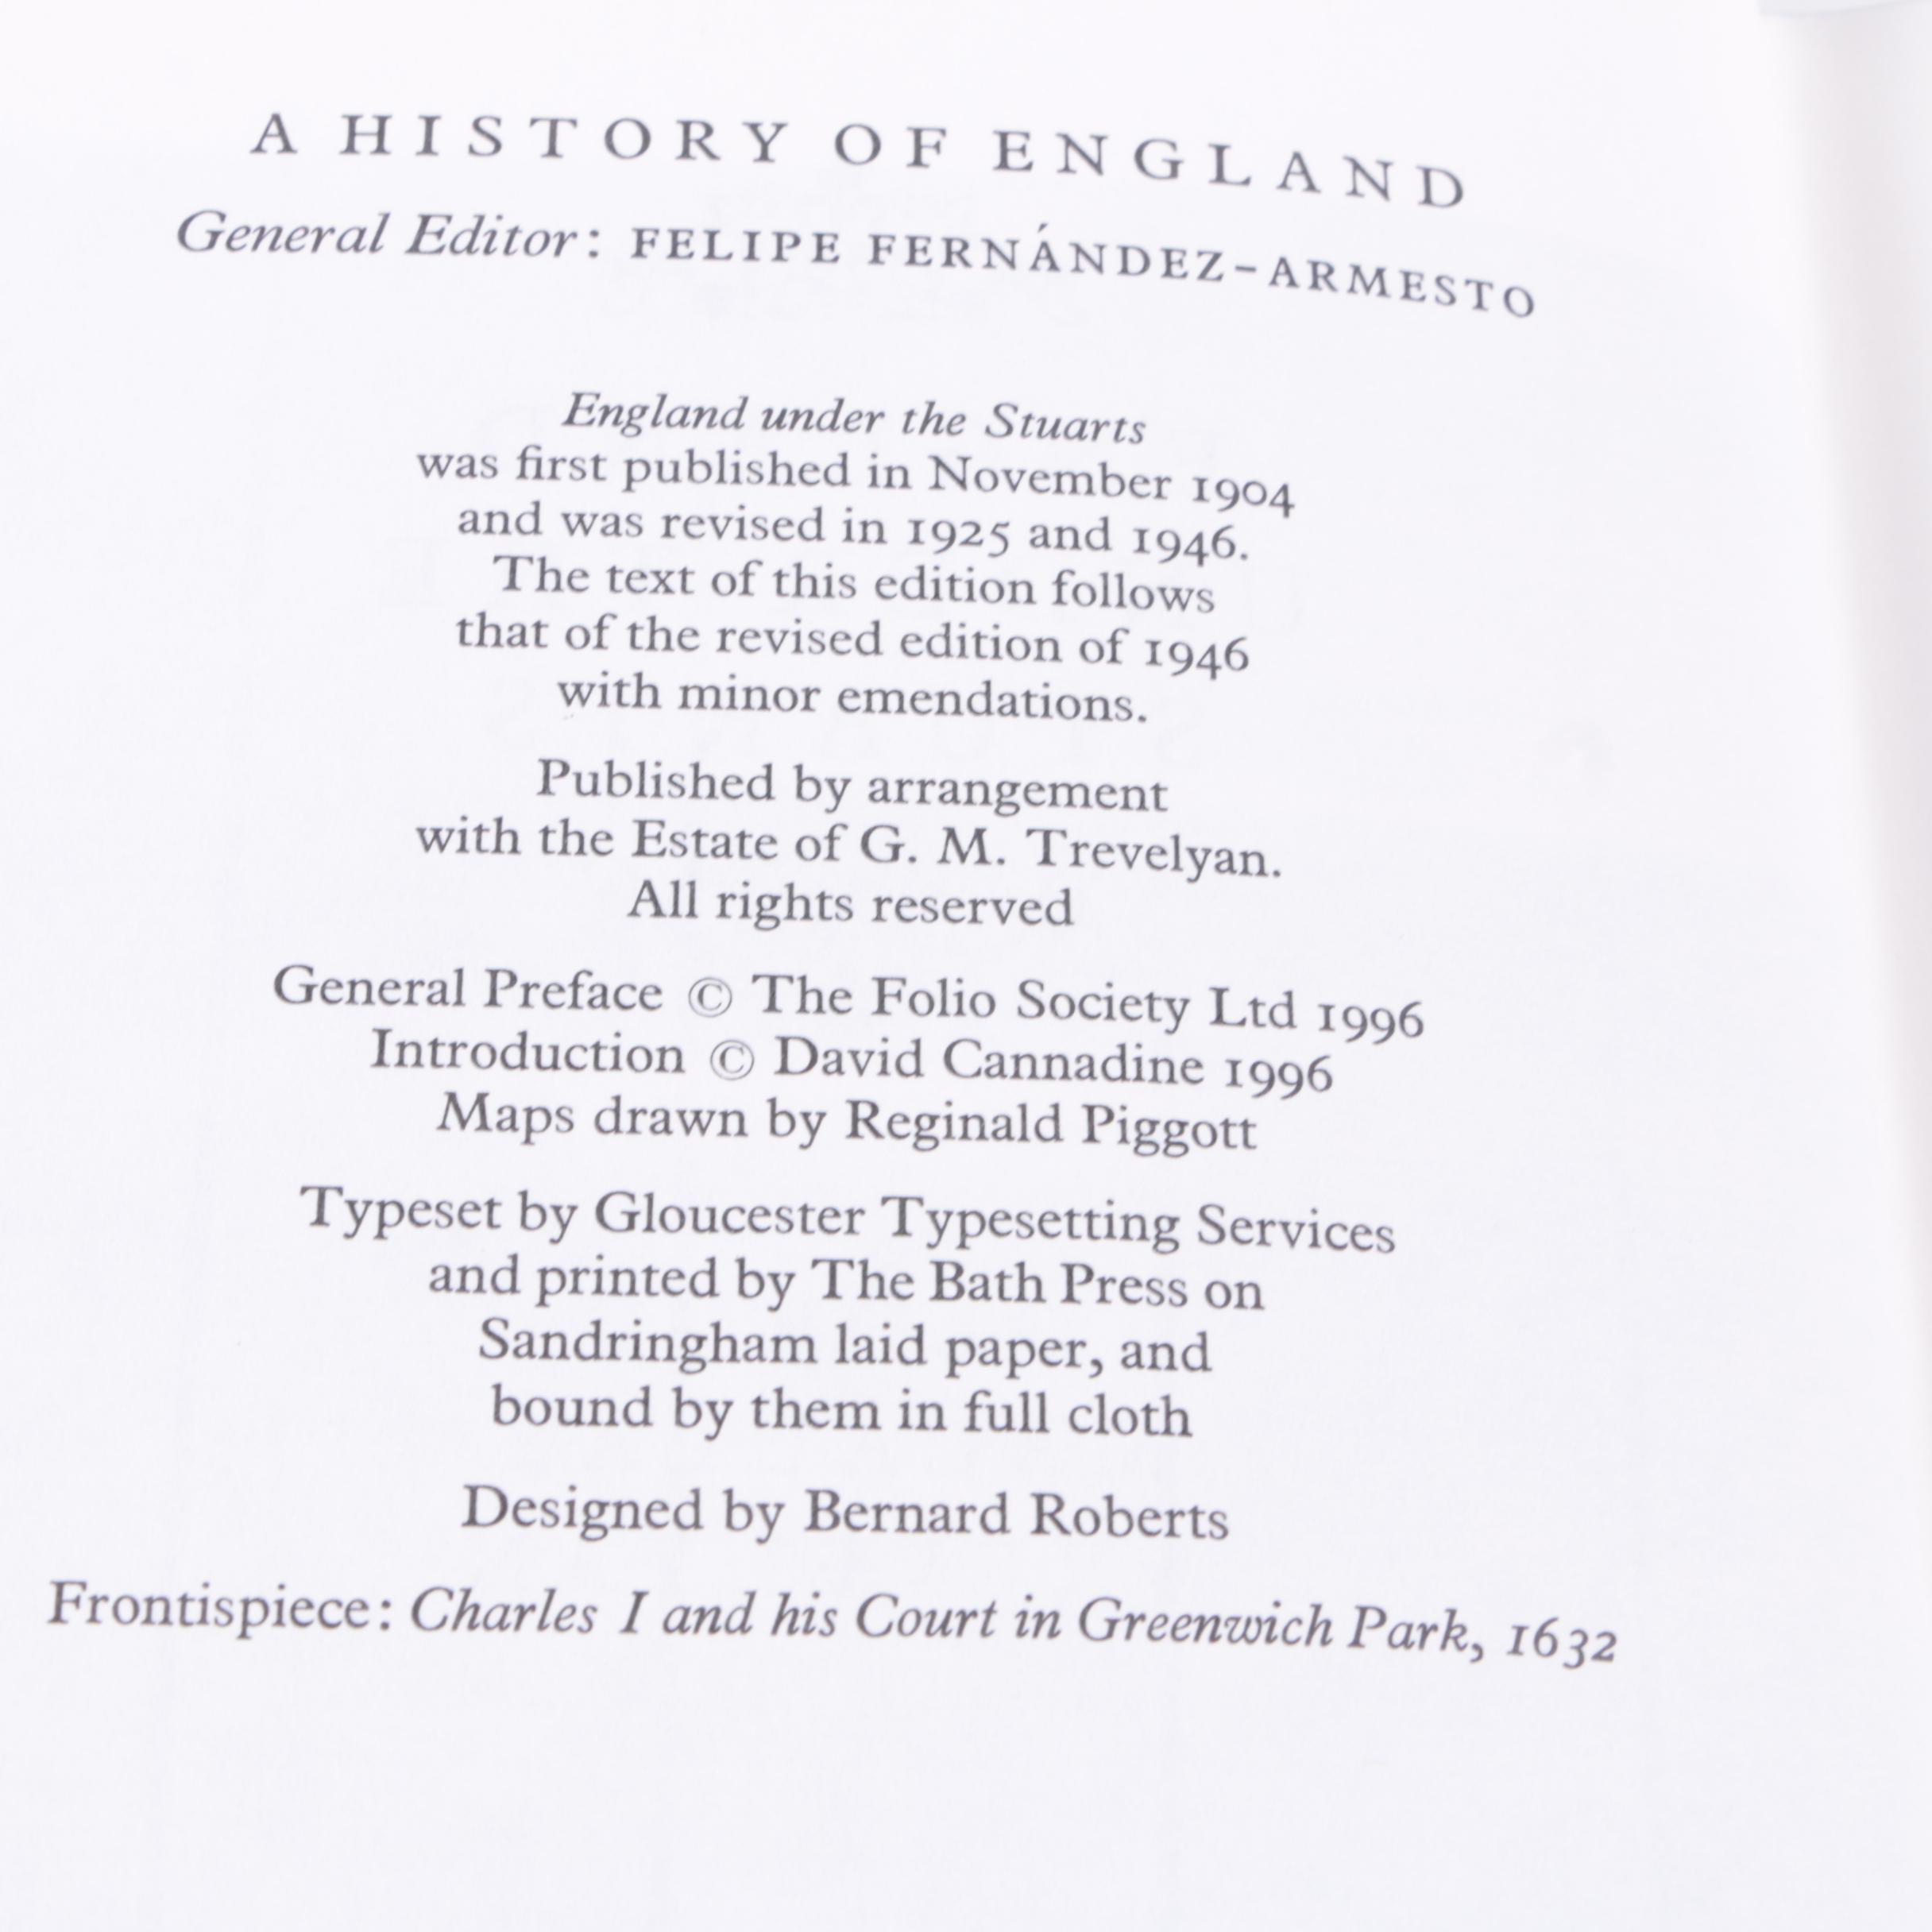 A HISTORY OF ENGLAND
General Editor: FELIPE FERNÁNDEZ-ARMESTO
England under the Stuarts
was first published in November 1904
and was revised in 1925 and 1946.
The text of this edition follows
that of the revised edition of 1946
with minor emendations.
Published by arrangement
with the Estate of G. M. Trevelyan.
All rights reserved
General Preface © The Folio Society Ltd 1996
Introduction © David Cannadine 1996
Maps drawn by Reginald Piggott
Typeset by Gloucester Typesetting Services
and printed by The Bath Press on
Sandringham laid paper, and
bound by them in full cloth
Designed by Bernard Roberts
Frontispiece: Charles I and his Court in Greenwich Park, 1632